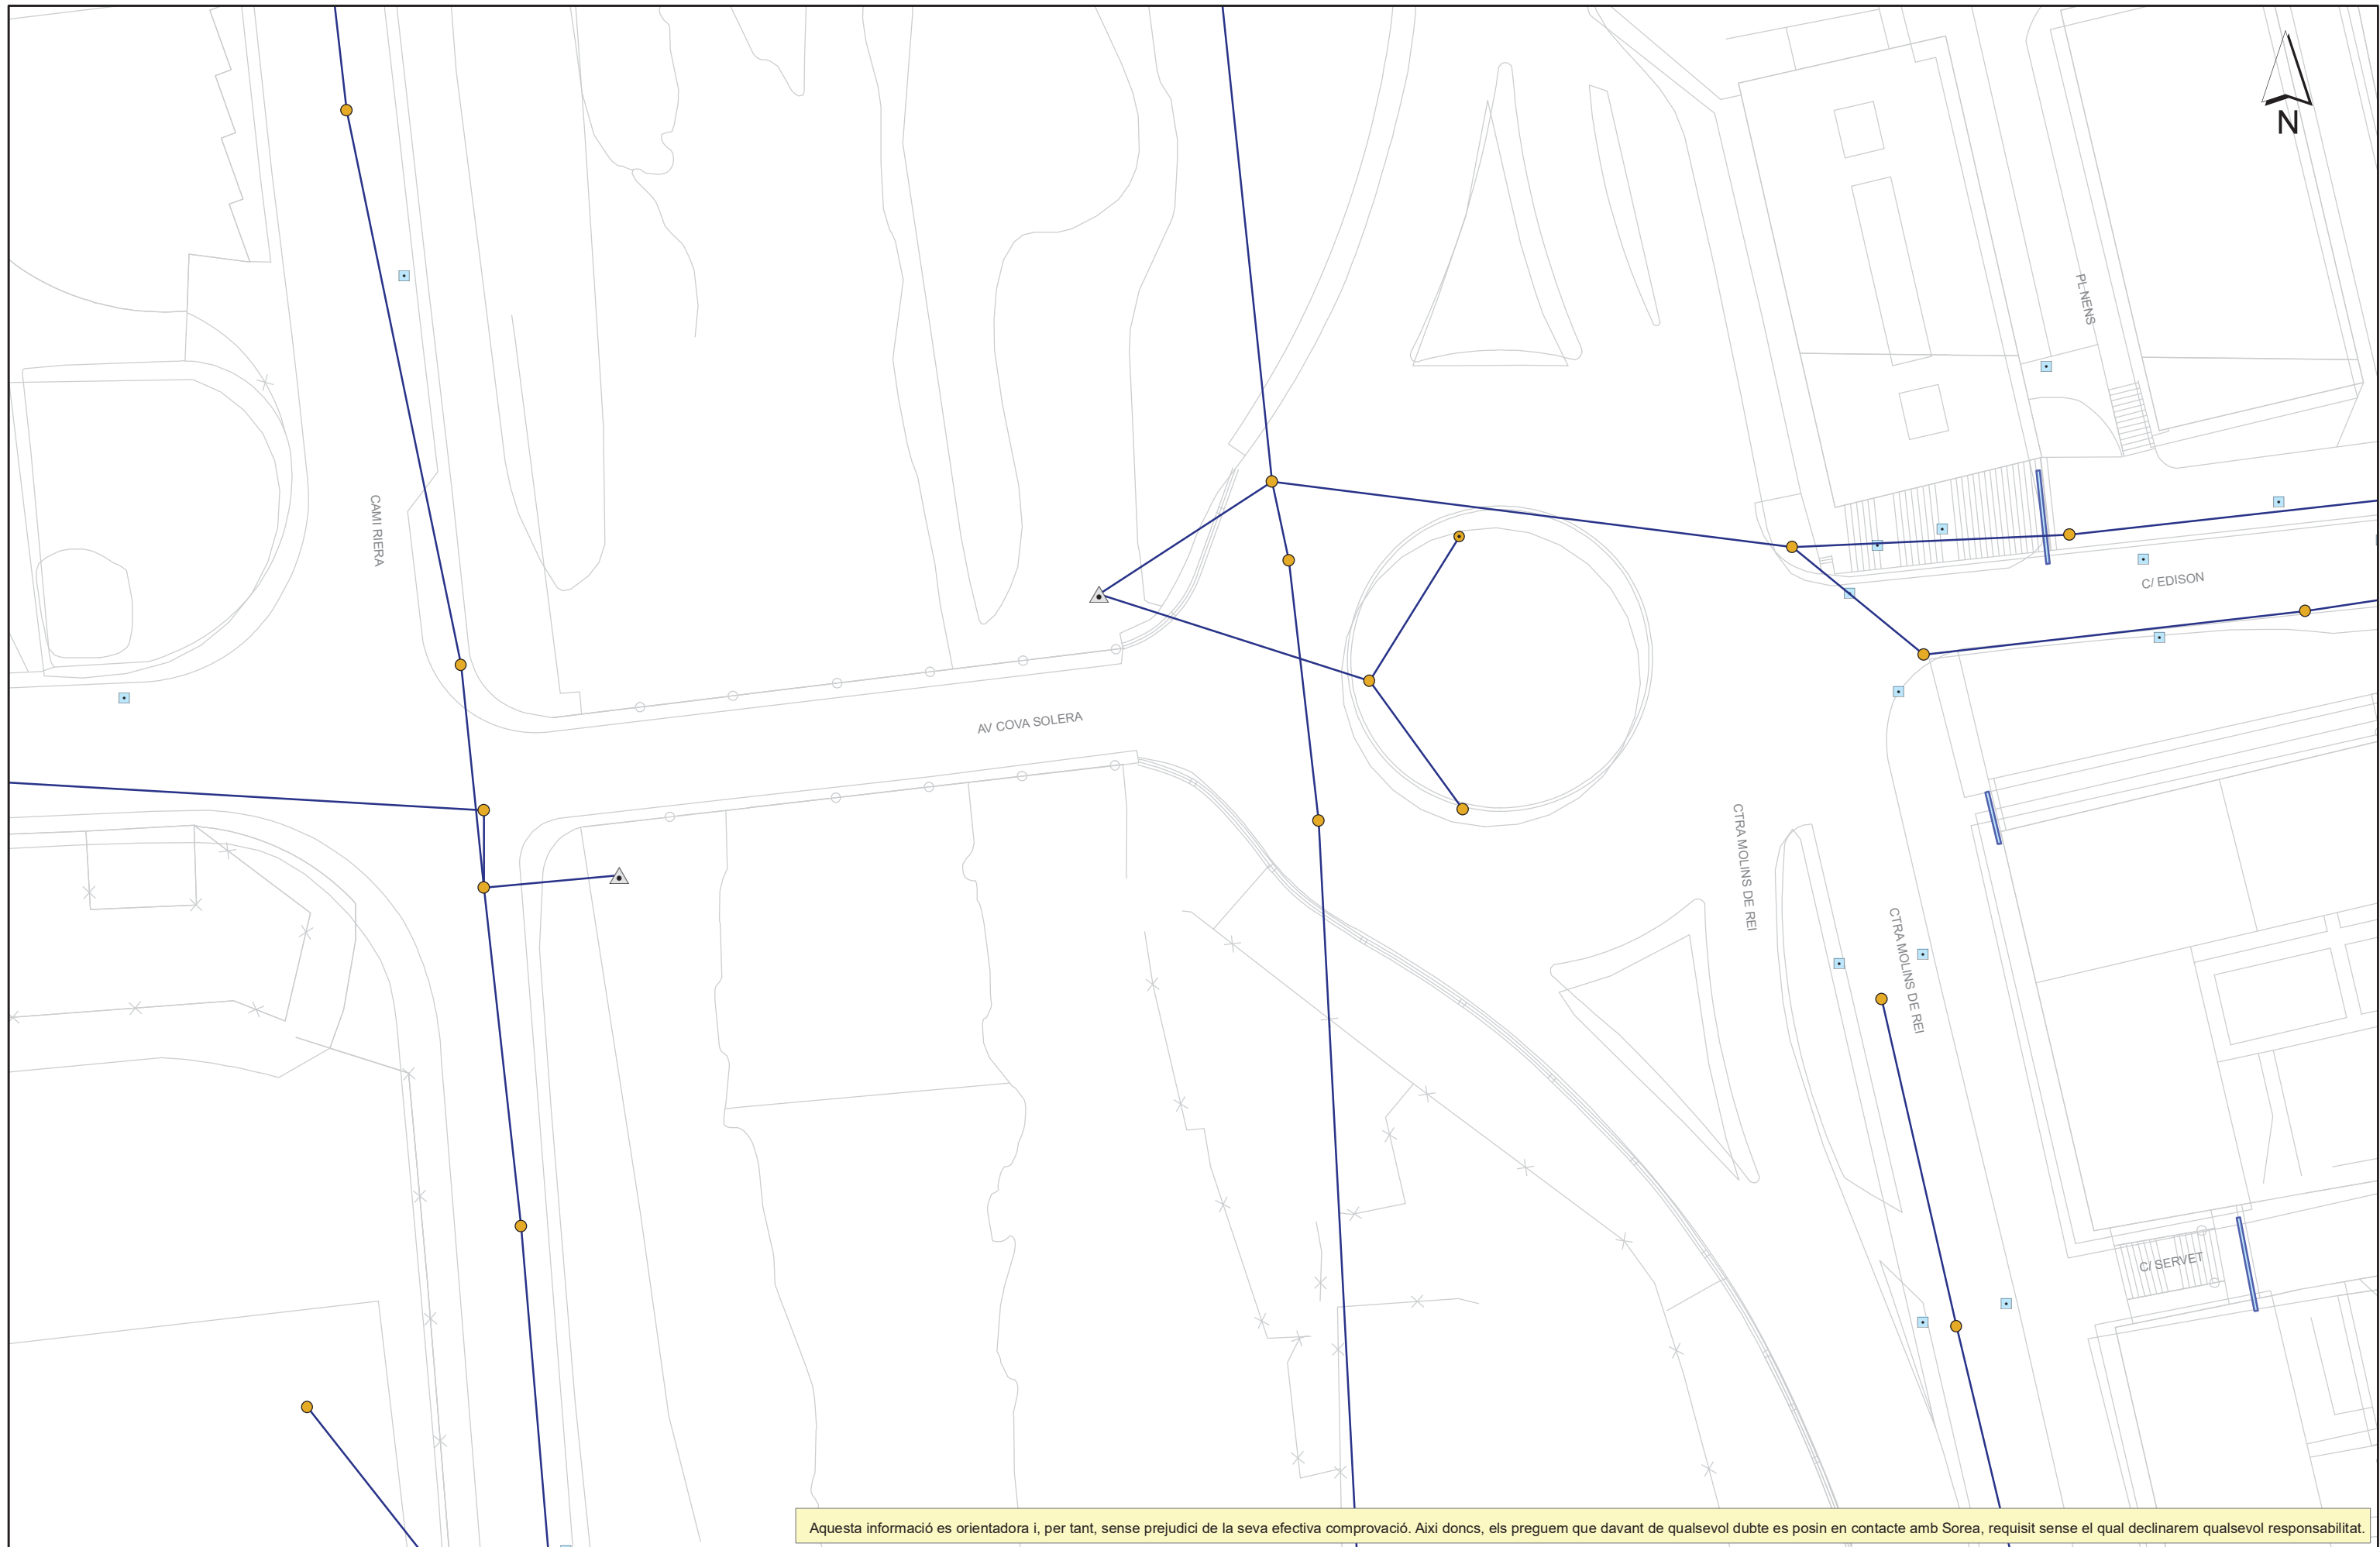 N
PL NENS
CAMI RIERA
C/ EDISON
AV COVA SOLERA
CTRA MOLINS DE REI
CTRA MOLINS DE REI
C/ SERVET
Aquesta informació es orientadora i, per tant, sense prejudici de la seva efectiva comprovació. Aixi doncs, els preguem que davant de qualsevol dubte es posin en contacte amb Sorea, requisit sense el qual declinarem qualsevol responsabilitat.